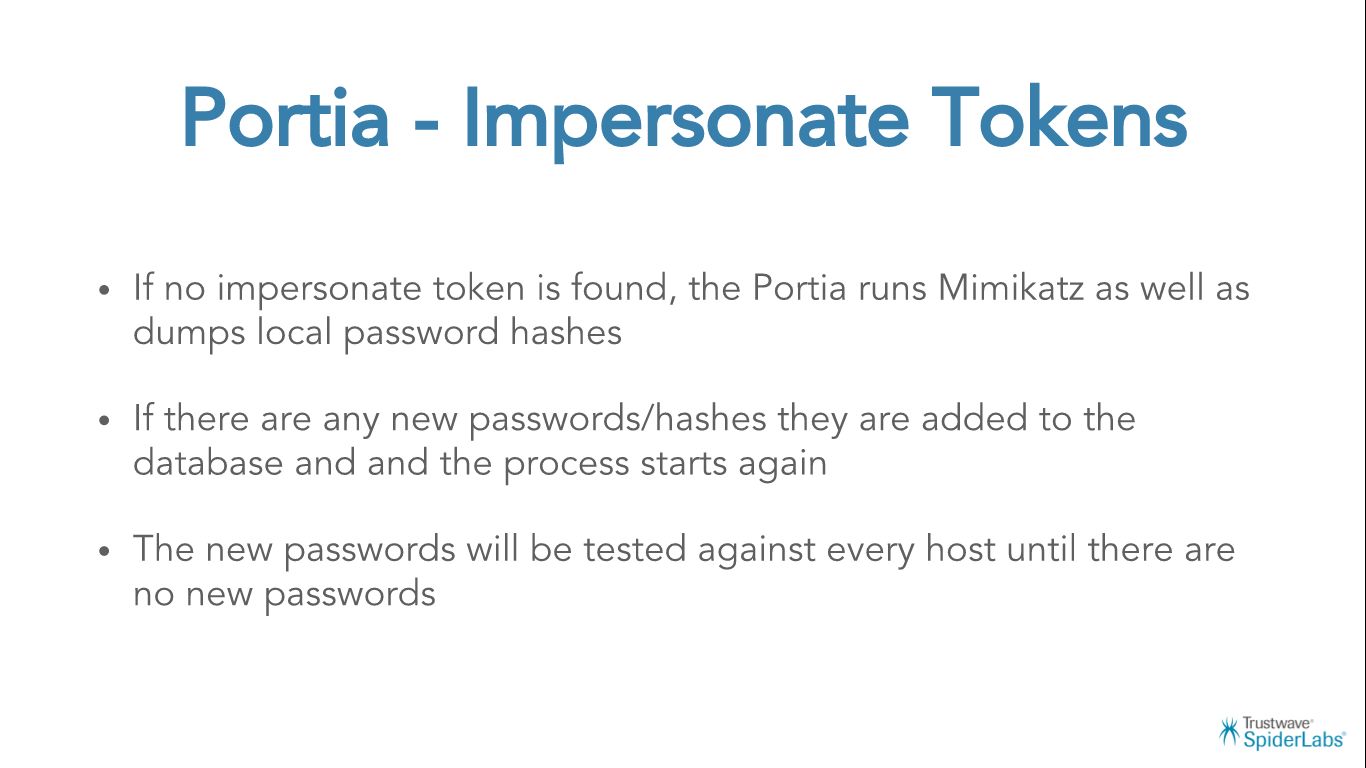 Portia - Impersonate Tokens
• If no impersonate token is found, the Portia runs Mimikatz as well as
dumps local password hashes
• If there are any new passwords/hashes they are added to the
database and and the process starts again
• The new passwords will be tested against every host until there are
no new passwords
Trustwave®
SpiderLabs®